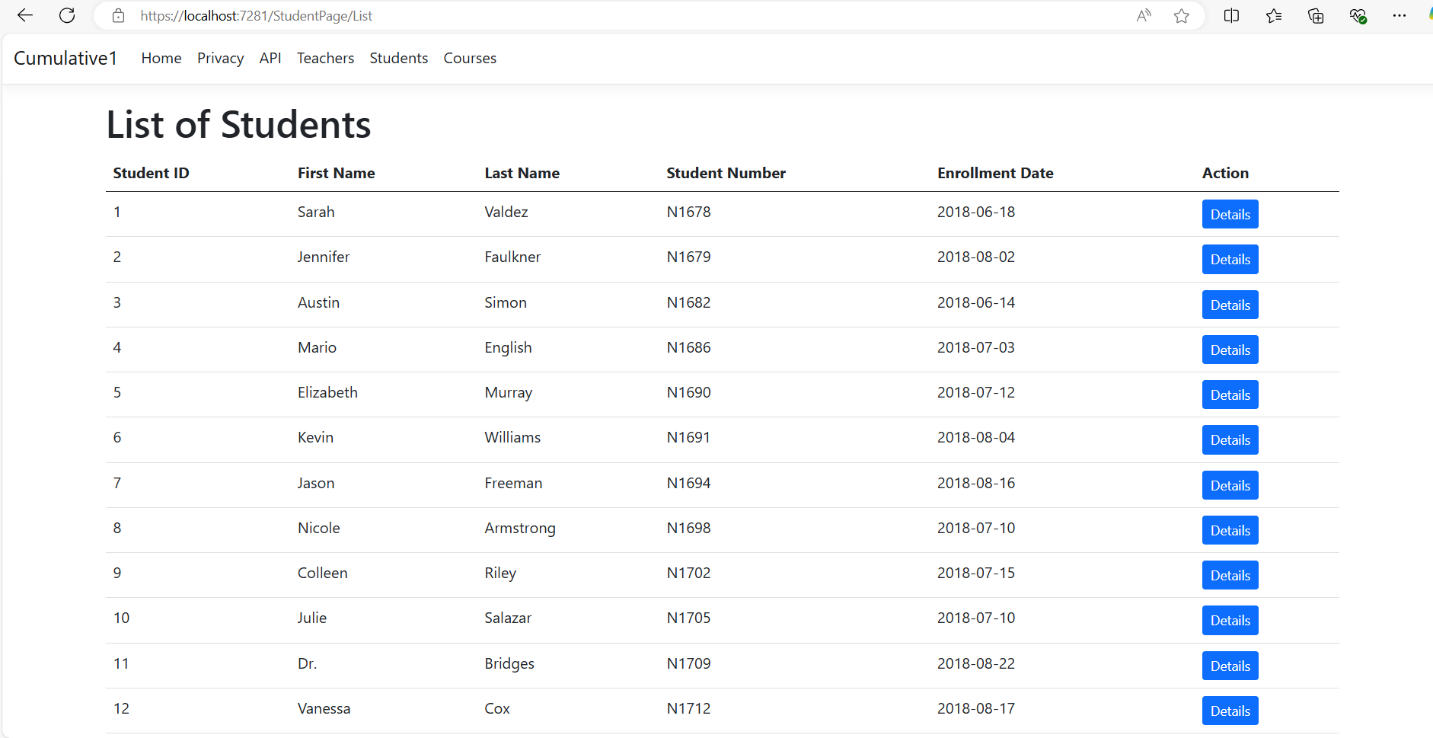 https://localhost:7281/StudentPage/List
Cumulative1 Home Privacy API Teachers Students Courses
List of Students
Student ID First Name Last Name Student Number Enrollment Date Action
1 Sarah Valdez N1678 2018-06-18 Details
2 Jennifer Faulkner N1679 2018-08-02 Details
3 Austin Simon N1682 2018-06-14 Details
4 Mario English N1686 2018-07-03 Details
5 Elizabeth Murray N1690 2018-07-12 Details
6 Kevin Williams N1691 2018-08-04 Details
7 Jason Freeman N1694 2018-08-16 Details
8 Nicole Armstrong N1698 2018-07-10 Details
9 Colleen Riley N1702 2018-07-15 Details
10 Julie Salazar N1705 2018-07-10 Details
11 Dr. Bridges N1709 2018-08-22 Details
12 Vanessa Cox N1712 2018-08-17 Details